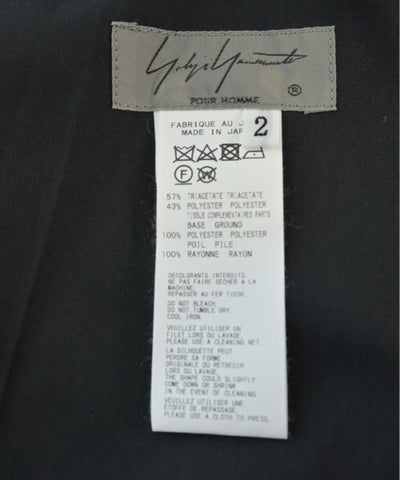 Yohji Yamamoto
POUR HOMME ®
FABRIQUE AU J
MADE IN JAP
2
57% TRIACETATE TRIACETATE
43% POLYESTER POLYESTER
TISSUS COMPLEMENTAIRES PARTS
BASE GROUND
100% POLYESTER POLYESTER
POIL PILE
100% RAYONNE RAYON
DECOLORANTS INTERDITS.
NE PAS FAIRE SECHER A LA
MACHINE.
REPASSER AU FER TIEDE.
DO NOT BLEACH.
DO NOT TUMBLE DRY.
COOL IRON.
VEUILLEZ UTILISER UN
FILET LORS DU LAVAGE.
PLEASE USE A CLEANING NET.
LA SILHOUETTE PEUT
PERDRE SA FORME
ORIGINALE OU RETRECIR
LORS DU LAVAGE.
THE SHAPE COULD SLIGHTLY
COME DOWN OR SHRINK
IN THE EVENT OF CLEANING.
VEUILLEZ UTILISER UNE
ETOFFE DE REPASSAGE.
PLEASE USE A CLOTH TO PRESS.